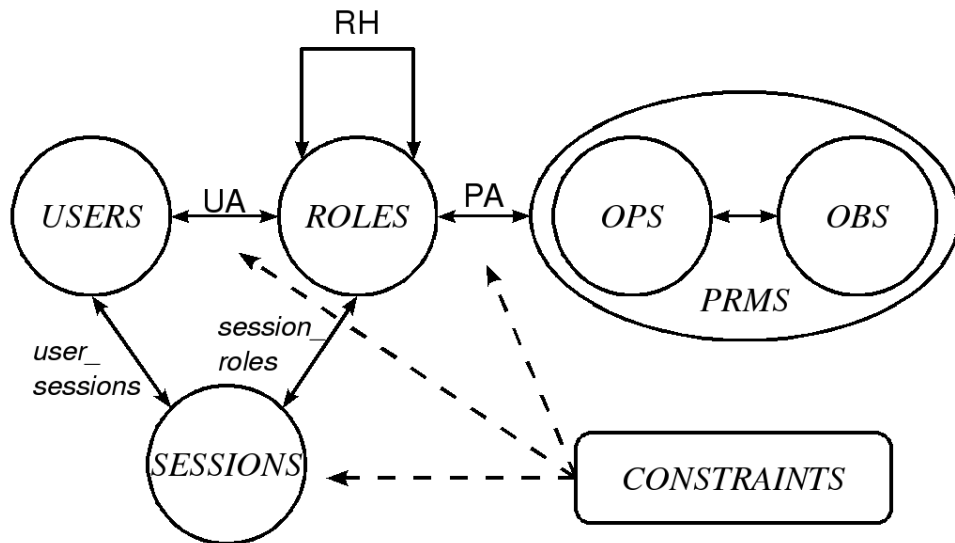 RH
USERS
UA
ROLES
PA
OPS
OBS
PRMS
user_
sessions
session_
roles
SESSIONS
CONSTRAINTS